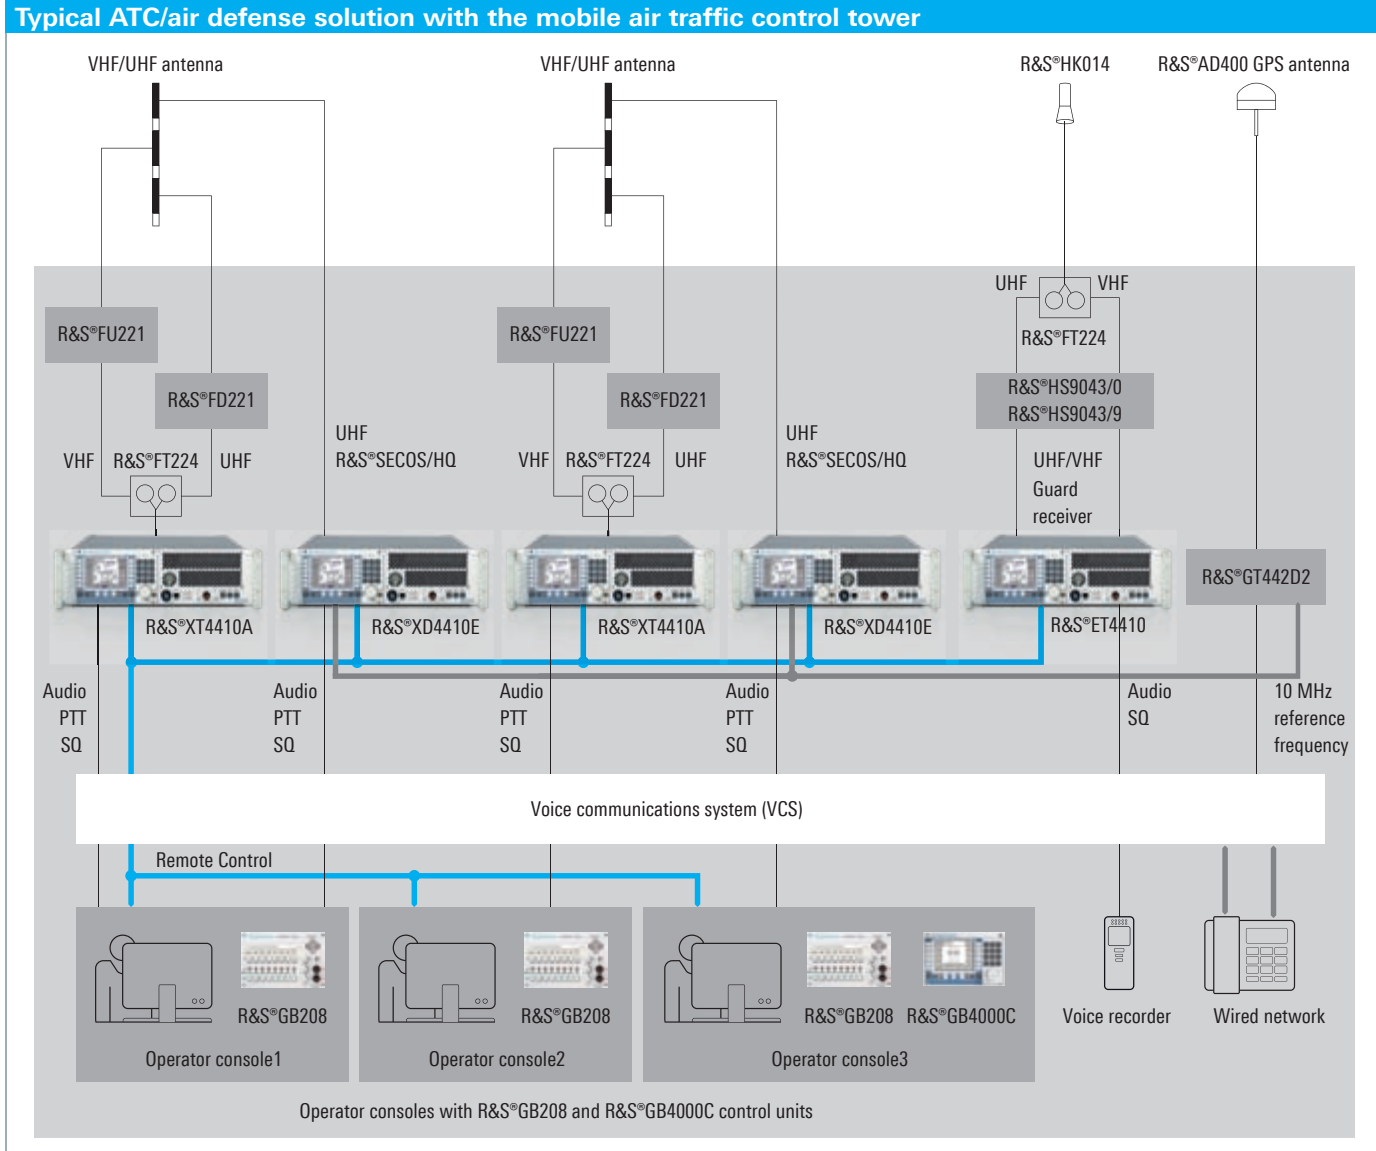 Typical ATC/air defense solution with the mobile air traffic control tower
VHF/UHF antenna
VHF/UHF antenna
R&S®HK014
R&S®AD400 GPS antenna
UHF
VHF
R&S®FT224
R&S®FU221
R&S®FU221
R&S®FD221
R&S®FD221
R&S®HS9043/0
R&S®HS9043/9
VHF
R&S®FT224
UHF
UHF
R&S®SECOS/HQ
VHF
R&S®FT224
UHF
UHF
R&S®SECOS/HQ
UHF/VHF
Guard
receiver
R&S®GT442D2
R&S®XT4410A
R&S®XD4410E
R&S®XT4410A
R&S®XD4410E
R&S®ET4410
Audio
PTT
SQ
Audio
PTT
SQ
Audio
PTT
SQ
Audio
PTT
SQ
Audio
SQ
10 MHz
reference
frequency
Voice communications system (VCS)
Remote Control
R&S®GB208
R&S®GB208
R&S®GB208
R&S®GB4000C
Voice recorder
Wired network
Operator console1
Operator console2
Operator console3
Operator consoles with R&S®GB208 and R&S®GB4000C control units